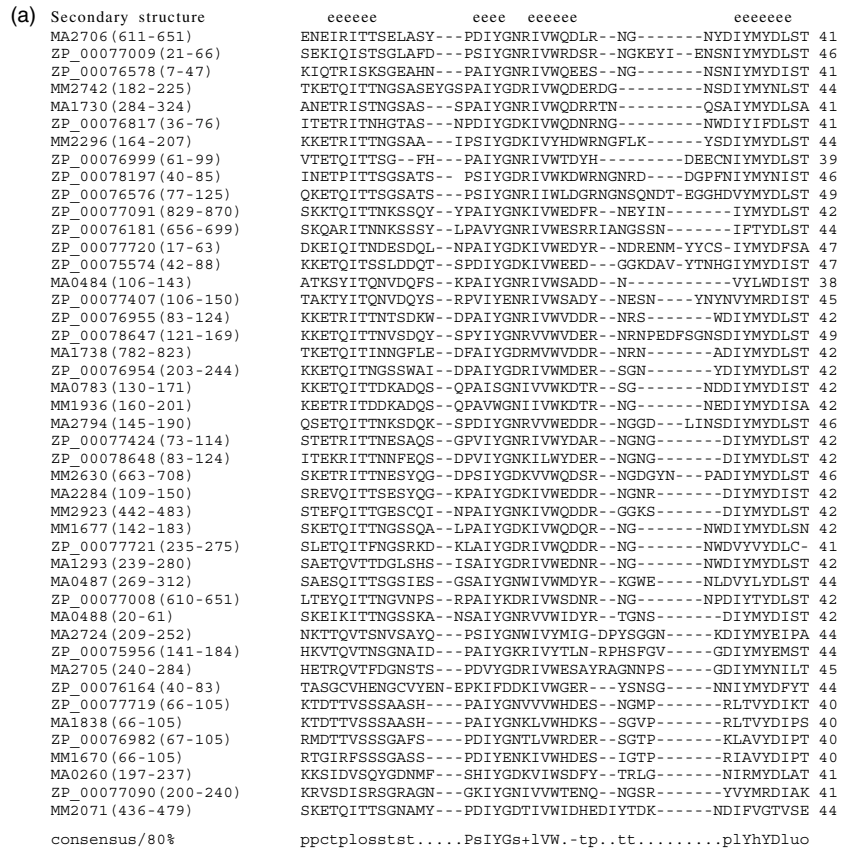 (a) Secondary structure eeeeee eeee eeeeee eeeeeee
MA2706(611-651) ENEIRITTSELASY---PDIYGNRIVWQDLR--NG--------NYDIYMYDLST 41
ZP_00077009(21-66) SEKIQISTSGLAFD--PSIYGNRIVWRDSR-NGKEYI--ENSNIYMYDLST 46
ZP_00076578(7-47) KIQTRISKSGEAHN--PAIYGDRIVWQEES--NG-------NSNIYMYDIST 41
MM2742(182-225) TKETQITTNGSASEYGSPAIYGDRIVWQDERDG--------NSNIYMYNLST 44
MA1730(284-324) ANETRISTNGSAS---SPAIYGDRIVWQDRRTN--------QSAIYMYDLSA 41
ZP_00076817(36-76) ITETRITNHGTAS---NPDIYGDKIVWQDNRNG--------NWDIYIFDLST 41
MM2296(164-207) KKETRITTNGSAA---IPSIYGDKIVYHDWRNGFLK-----YSDIYMYDLST 44
ZP_00076999(61-99) VTETQITTSG--FH---PAIYGNRIVWTDYH---------DEECNIYMYDLST 39
ZP_00078197(40-85) INETPITTSGSATS--- PSIYGDRIVWKDWRNGNRD---DGPFNIYMYNIST 46
ZP_00076576(77-125) QKETQITTSGSATS---PSIYGNRIIWLDGRNGNSQNDT-EGGHDVYMYDLST 49
ZP_00077091(829-870) SKKTQITTNKSSSQY--YPAIYGNKIVWEDFR--NEYIN-------IYMYDLST 42
ZP_00076181(656-699) SKQARITTNKSSSY---AAVYGNRIVWESRRIANGSSN-------IFTYDLST 44
ZP_00077720(17-63) DKEIQITNDESDQL--NPAIYGDKIVWEDYR--NDRENM-YYCS-IYMYDFSA 47
ZP_00075574(42-88) KKETQITSSLDDQT--SPDIYGDKIVWEED---GGKDAV-YTNHGIYMYDIST 47
MA0484(106-143) ATKSYITQNVDQFS--KPAIYGNRIVWSADD--N-----------VYLWDIST 38
ZP_00077407(106-150) TAKTYITQNVDQYS--RPVIYENRIVWSADY--NESN---YNYNVYMRDIST 45
ZP_00076955(83-124) KKETRITTNTSDKW--DPAIYGNRIVWVDDR--NRS-------WDIYMYDIST 42
ZP_00078647(121-169) KKETRITTNVSDQY--SPYIYGNRVVWVDER--NRNPEDFSGNSDIYMYDLST 49
MA1738(782-823) TKETQITINNGFLE--DFAIYGDRMVWVDDR--NRN-------ADIYMYDLST 42
ZP_00076954(203-244) KKETQITNGSSWAI--DPAIYGDRIVWMDER--SGN-------YDIYMYDLST 42
MA0783(130-171) KKETQITTDKADQS--QPAISGNIVVWKDTR--SG------NDDIYMYDIST 42
MM1936(160-201) KEETRITDDKADQS--QPAVWGNIIVWKDTR--NG------NEDIYMYDISA 42
MA2794(145-190) QSETQITTNKSDQK--SPDIYGNRVVWQDDR--NGGD---LINSDIYMYDLST 46
ZP_00077424(73-114) STETRITTNESAQS--GPVIYGNRIVWYDAR--NGNG-------DIYMYDLST 42
ZP_00078648(83-124) ITEKRITTNNFEQS--DPVIYGNKILWYDER--NGNG-------DIYMYDLST 42
MM2630(663-708) SKETRITTNESYQG--DPSIYGDKVVWQDSR--NGDGYN---PADIYMYDLST 46
MA2284(109-150) SREVQITTSESYQG--KPAIYGDKIVWEDDR--NGNR------DIYMYDIST 42
MM2923(442-483) STEFQITTGESCQI--NPAIYGNKIVWQDDR--GGKS------DIYMYDIST 42
MM1677(142-183) SKETQITTNGSSQA--LPAIYGDKIVWQDQR--NG------NWDIYMYDLSN 42
ZP_00077721(235-275) SLETQITFNGSRKD--KLAIYGDRIVWQDDR--NG------NWDVYVYDLC- 41
MA1293(239-280) SAETQVTTDGLSHS--ISAIYGNRIVWQDDR--NG------NWDIYMYDLST 42
MA0487(269-312) SAESQITTSGSIES--GSAIYGNWIVWMDYR--KGWE----NLDVYLYDLST 44
ZP_00077008(610-651) LTEYQITTNGVNPS--RPAIYKDRIVWSDNR--NG------NPDIYTYDLST 42
MA0488(20-61) SKEIKITTNGSSKA--NSAIYGNRVVWIDYR--TGNS-------DIYMYDLST 42
MA2724(209-252) NKTTQVTSNVSAYQ---PSIYGNWIVYMIG-DPYSGGN-----KDIYMYEIPA 44
ZP_00075956(141-184) HKVTQVTNSGNAID---PAIYGKRIVYTLN-RPHSFGV-----GDIYMYEMST 44
MA2705(240-284) HETRQVTFDGNSTS---PDVYGDRIVWESAYRAGNNPS-----GDIYMYNILT 45
ZP_00076164(40-83) TASGCVHENGCVYEN-EPKIFDDKIVWGER---YSNSG-----NNIYMYDFYT 44
ZP_00077719(66-105) KTDTTVSSSAASH----PAIYGNVVVWHDES--NGMP------RLTVYDIKT 40
MA1838(66-105) KTDTTVSSSAASH----PAIYGNKLVWHDKS--SGVP------RLTVYDIPS 40
ZP_00076982(67-105) RMDTTVSSSGAFS----PDIYGNTLVWRDER--SGTP------KLAVYDIPT 40
MM1670(66-105) RTGIRFSSSGASS----PDIYENKIVWHDES--IGTP------RIAVYDIPT 40
MA0260(197-237) KKSIDVSQYGDNMF---SHIYGDKVIWSDFY--TRLG------NIRMYDLAT 41
ZP_00077090(200-240) KRVSDISRSGRAGN---GKIYGNIVVWTENQ--NGSR------YVYMRDIAK 41
MM2071(436-479) SKETQITTSGNAMY---PDIYGDTIVWIDHEDIYTDK-----NDIFVGTVSE 44
consensus/80% ppctplosstst.....PsIYGs+lVW.-tp..tt.........plYhYDluo